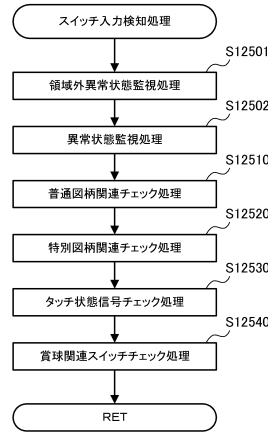 スイッチ入力検知処理
S12501
領域外異常状態監視処理
S12502
異常状態監視処理
S12510
普通図柄関連チェック処理
S12520
特別図柄関連チェック処理
S12530
タッチ状態信号チェック処理
S12540
賞球関連スイッチチェック処理
RET